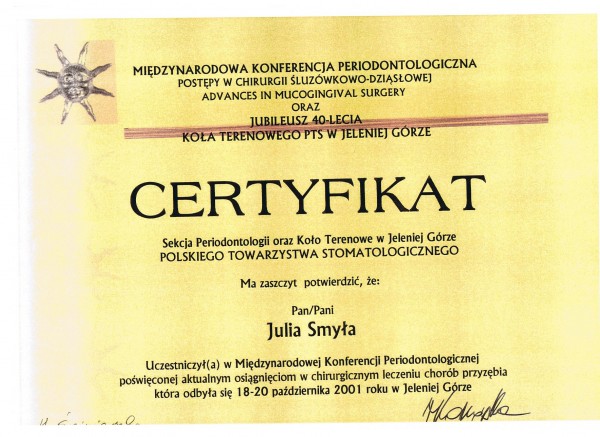 MIĘDZYNARODOWA KONFERENCJA PERIODONTOLOGICZNA
POSTĘPY W CHIRURGII ŚLUZÓWKOWO-DZIĄSŁOWEJ
ADVANCES IN MUCOGINGIVAL SURGERY
ORAZ
JUBILEUSZ 40-LECIA
KOŁA TERENOWEGO PTS W JELENIEJ GÓRZE
CERTYFIKAT
Sekcja Periodontologii oraz Koło Terenowe w Jeleniej Górze
POLSKIEGO TOWARZYSTWA STOMATOLOGICZNEGO
Ma zaszczyt potwierdzić, że:
Pan/Pani
Julia Smyła
Uczestniczył(a) w Międzynarodowej Konferencji Periodontologicznej
poświęconej aktualnym osiągnięciom w chirurgicznym leczeniu chorób przyzębia
która odbyła się 18-20 października 2001 roku w Jeleniej Górze